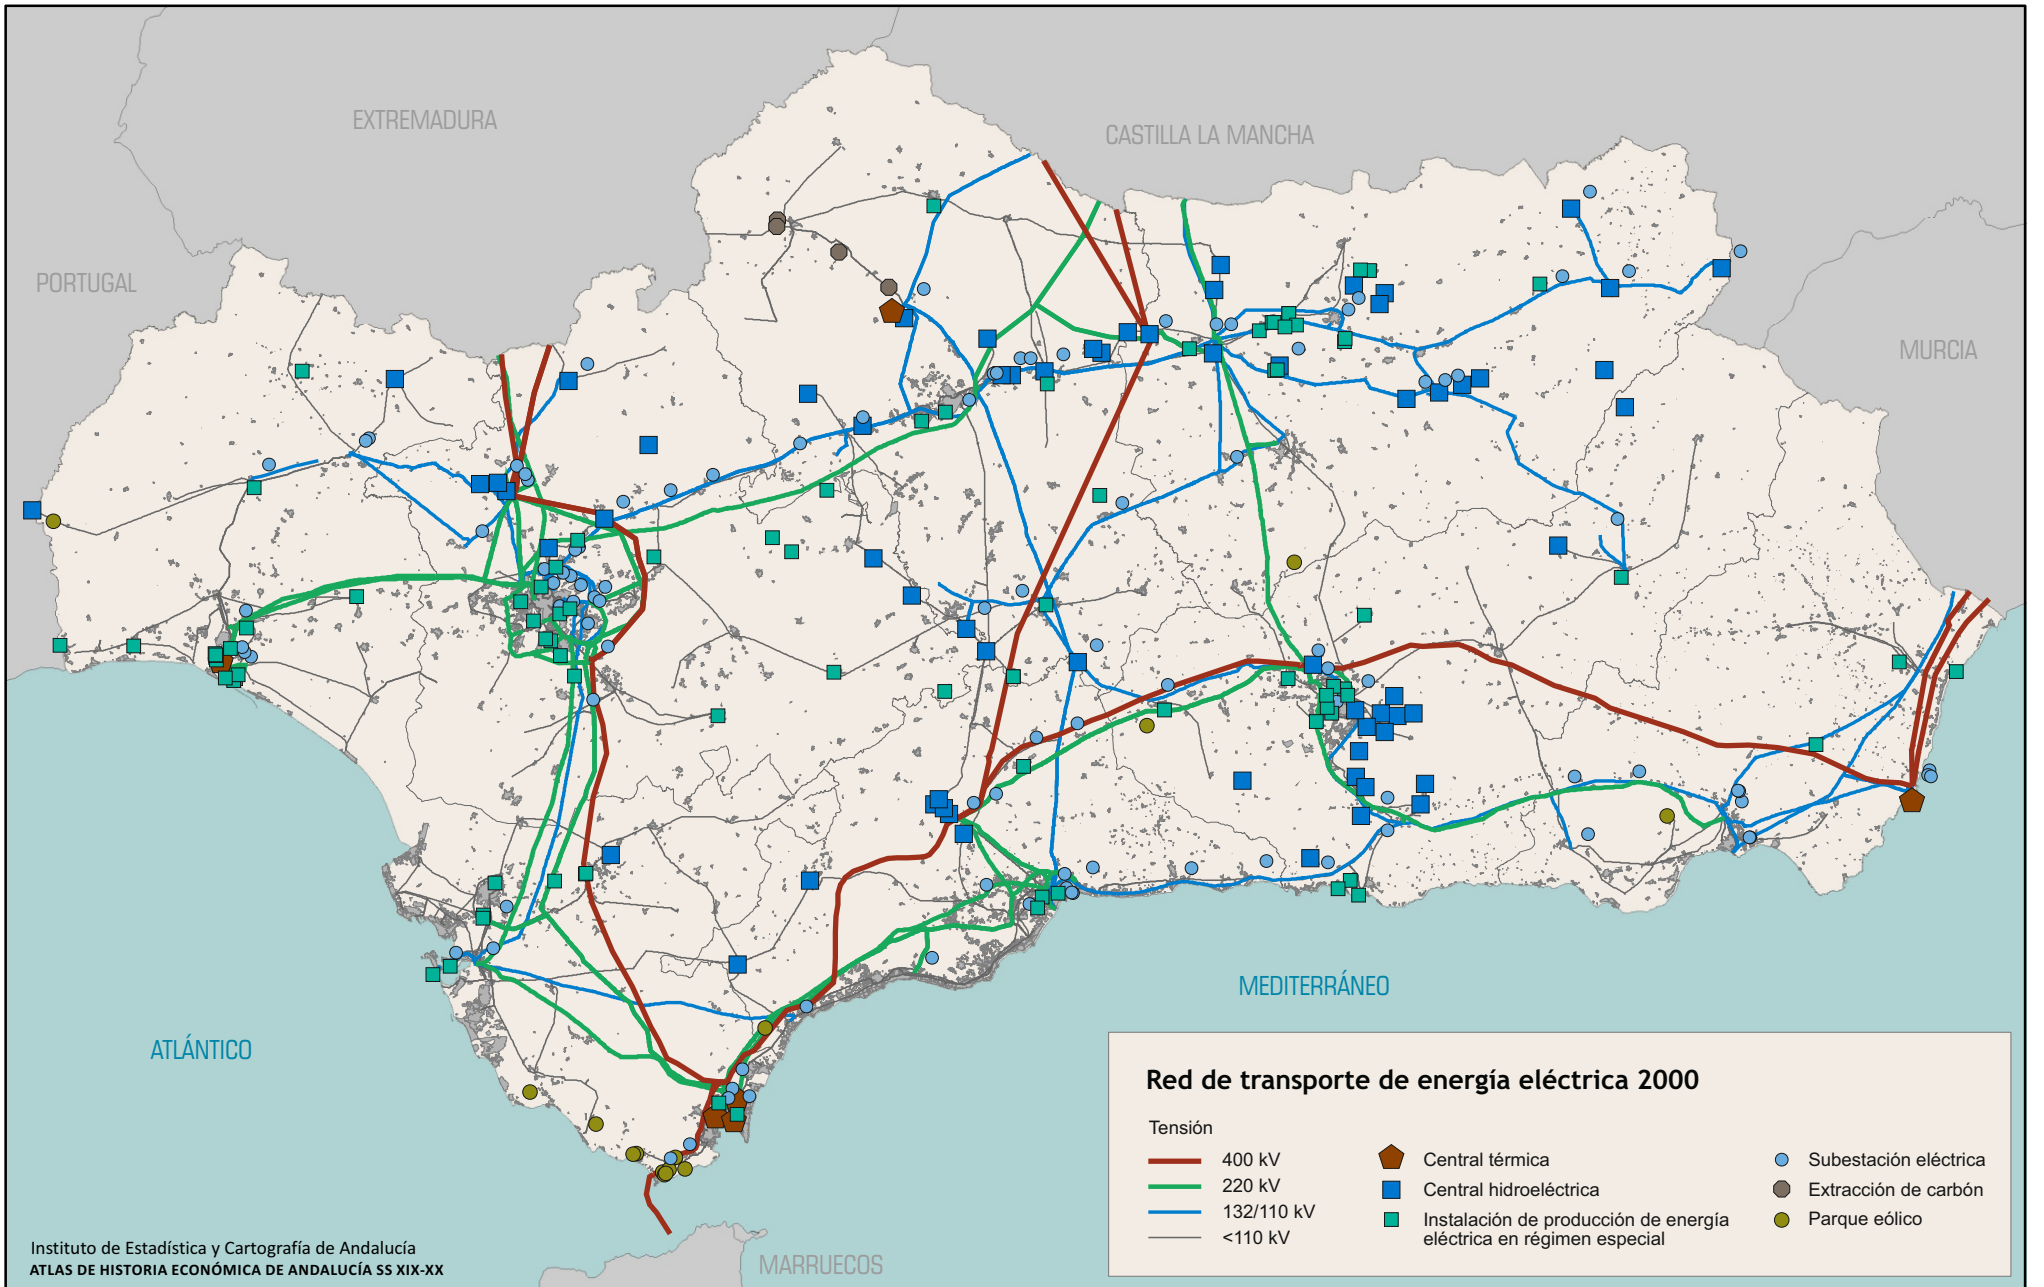 EXTREMADURA
CASTILLA LA MANCHA
PORTUGAL
MURCIA
MEDITERRÁNEO
ATLÁNTICO
MARRUECOS
Red de transporte de energía eléctrica 2000
Tensión
400 kV
220 kV
132/110 kV
<110 kV
Central térmica
Central hidroeléctrica
Instalación de producción de energía
eléctrica en régimen especial
Subestación eléctrica
Extracción de carbón
Parque eólico
Instituto de Estadística y Cartografía de Andalucía
ATLAS DE HISTORIA ECONÓMICA DE ANDALUCÍA SS XIX-XX